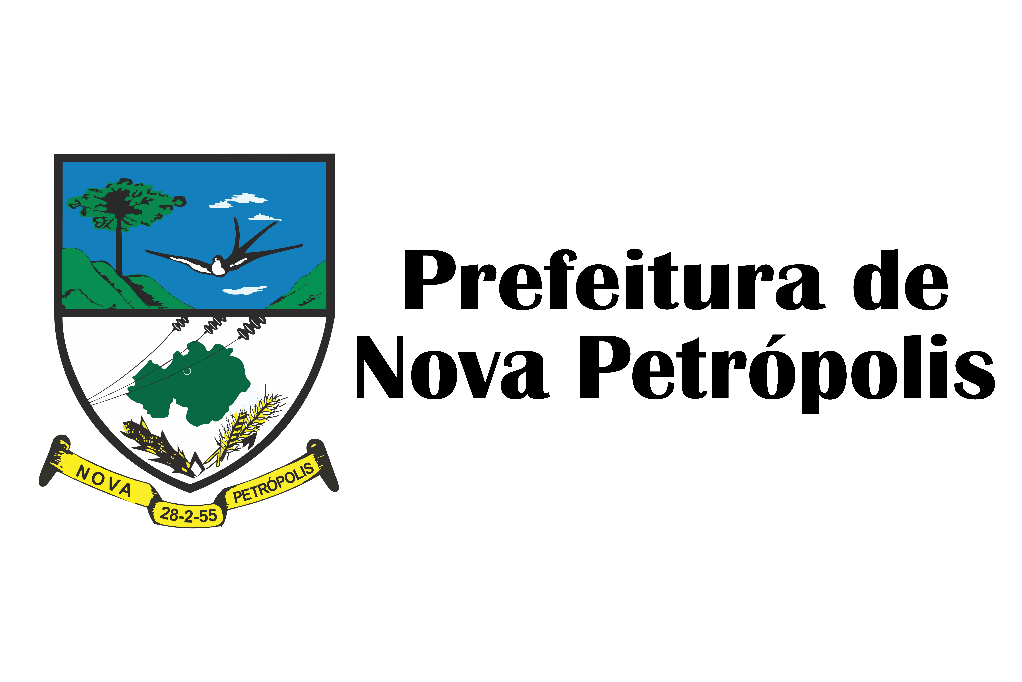 Prefeitura de
Nova Petrópolis
NOVA
28-2-55
PETRÓPOLIS